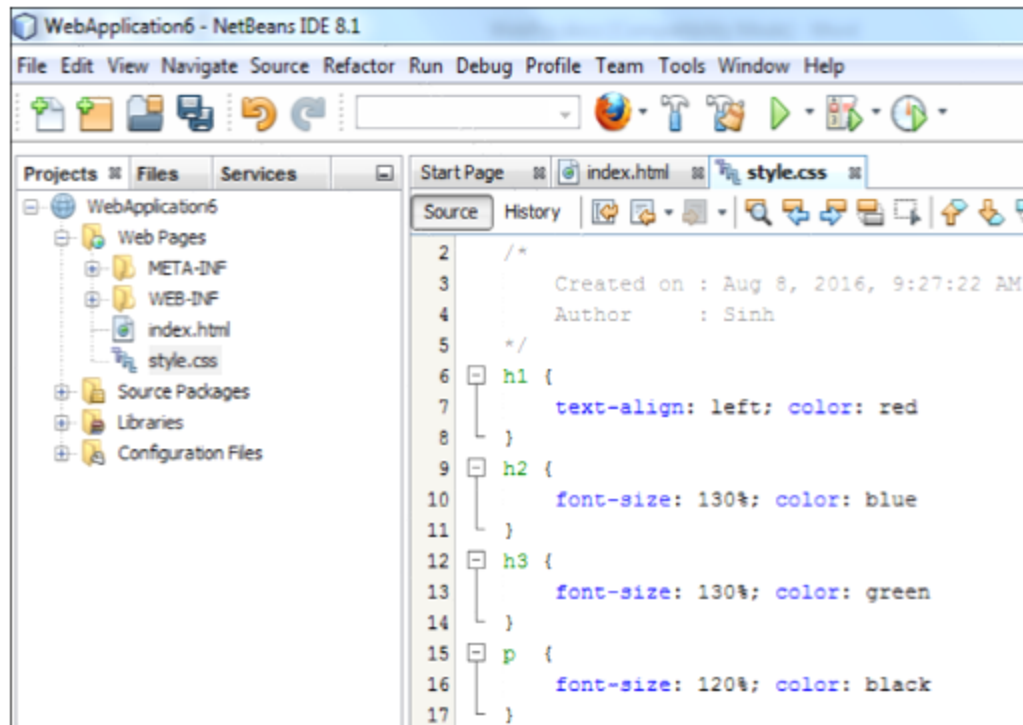 WebApplication6 - NetBeans IDE 8.1
File Edit View Navigate Source Refactor Run Debug Profile Team Tools Window Help
Projects Files Services
WebApplication6
Web Pages
META-INF
WEB-INF
index.html
style.css
Source Packages
Libraries
Configuration Files
Start Page index.html style.css
Source History
2 /*
3 Created on : Aug 8, 2016, 9:27:22 AM
4 Author : Sinh
5 */
6 h1 {
7 text-align: left; color: red
8 }
9 h2 {
10 font-size: 130%; color: blue
11 }
12 h3 {
13 font-size: 130%; color: green
14 }
15 p {
16 font-size: 120%; color: black
17 }